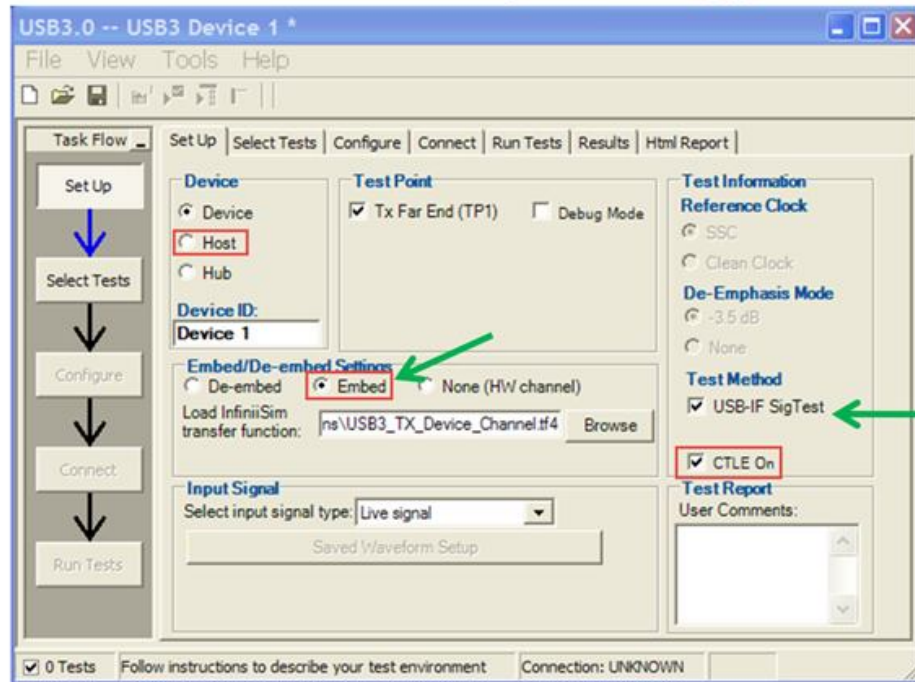 USB3.0 -- USB3 Device 1 *
File View Tools Help
Task Flow
Set Up
Select Tests
Configure
Connect
Run Tests
Set Up Select Tests Configure Connect Run Tests Results Html Report
Device
Device
Host
Hub
Device ID:
Device 1
Test Point
Tx Far End (TP1) Debug Mode
Embed/De-embed Settings
De-embed Embed None (HW channel)
Load InfiniiSim
transfer function: ns\USB3_TX_Device_Channel.tf4 Browse
Input Signal
Select input signal type: Live signal
Saved Waveform Setup
Test Information
Reference Clock
SSC
Clean Clock
De-Emphasis Mode
-3.5 dB
None
Test Method
USB-IF SigTest
CTLE On
Test Report
User Comments:
0 Tests Follow instructions to describe your test environment Connection: UNKNOWN